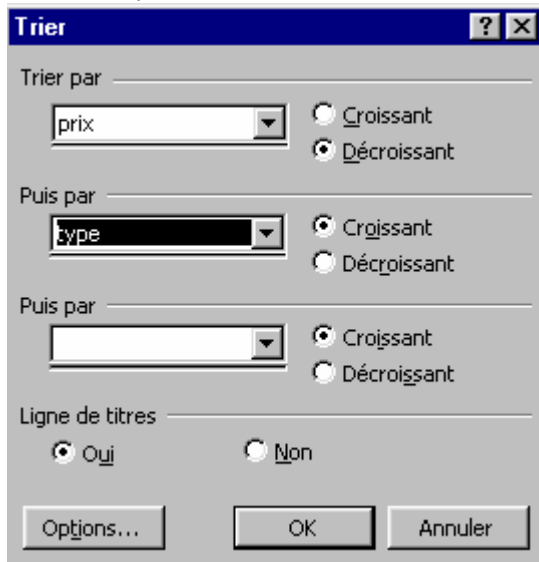 Trier
Trier par
prix
Croissant
Décroissant
Puis par
type
Croissant
Décroissant
Puis par
Croissant
Décroissant
Ligne de titres
Oui Non
Options... OK Annuler